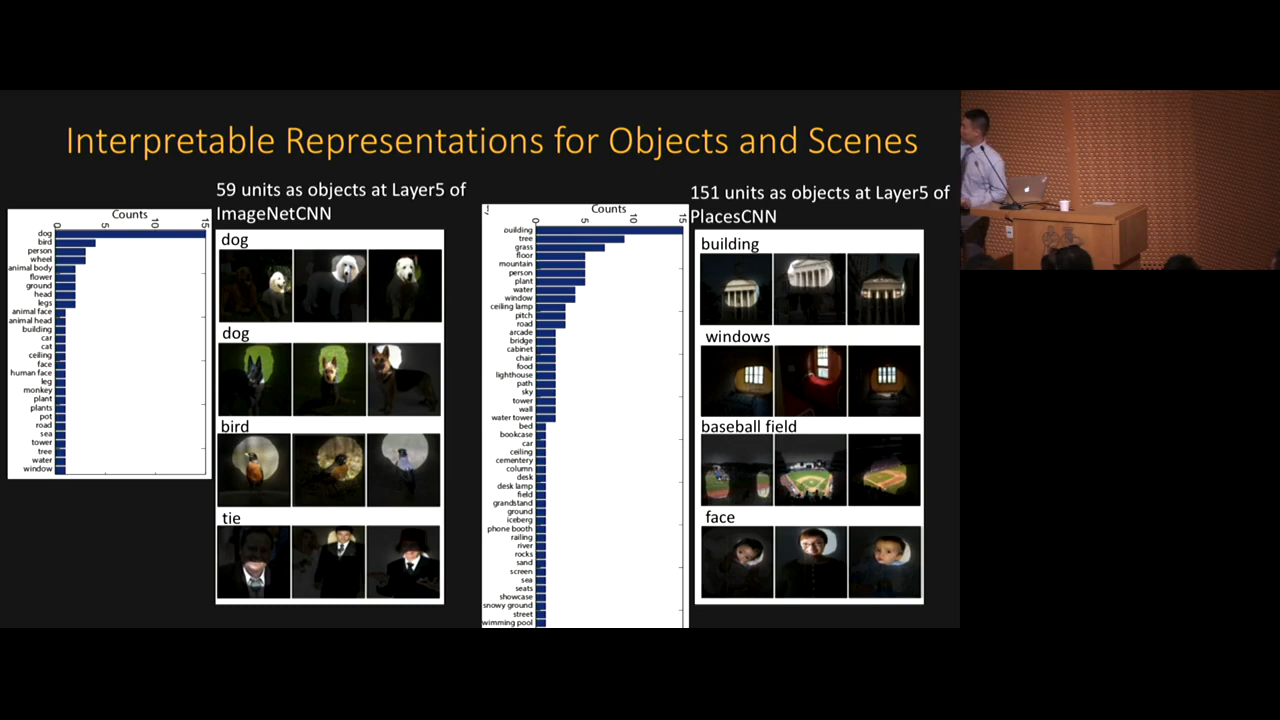 Interpretable Representations for Objects and Scenes
59 units as objects at Layer5 of
ImageNetCNN
Counts
0 5 10 15
dog
bird
person
wheel
animal body
flower
ground
head
legs
animal face
animal head
building
car
cat
ceiling
face
human face
leg
monkey
plant
plants
pot
road
sea
tower
tree
water
window
dog
dog
bird
tie
151 units as objects at Layer5 of
PlacesCNN
Counts
0 5 10 15
building
tree
grass
floor
mountain
person
plant
water
window
ceiling lamp
pitch
road
arcade
bridge
cabinet
chair
food
lighthouse
path
sky
tower
wall
water tower
bed
bookcase
car
ceiling
cementery
column
desk
desk lamp
field
grandstand
ground
iceberg
phone booth
railing
river
rocks
sand
screen
sea
seats
showcase
snowy ground
street
wimming pool
building
windows
baseball field
face